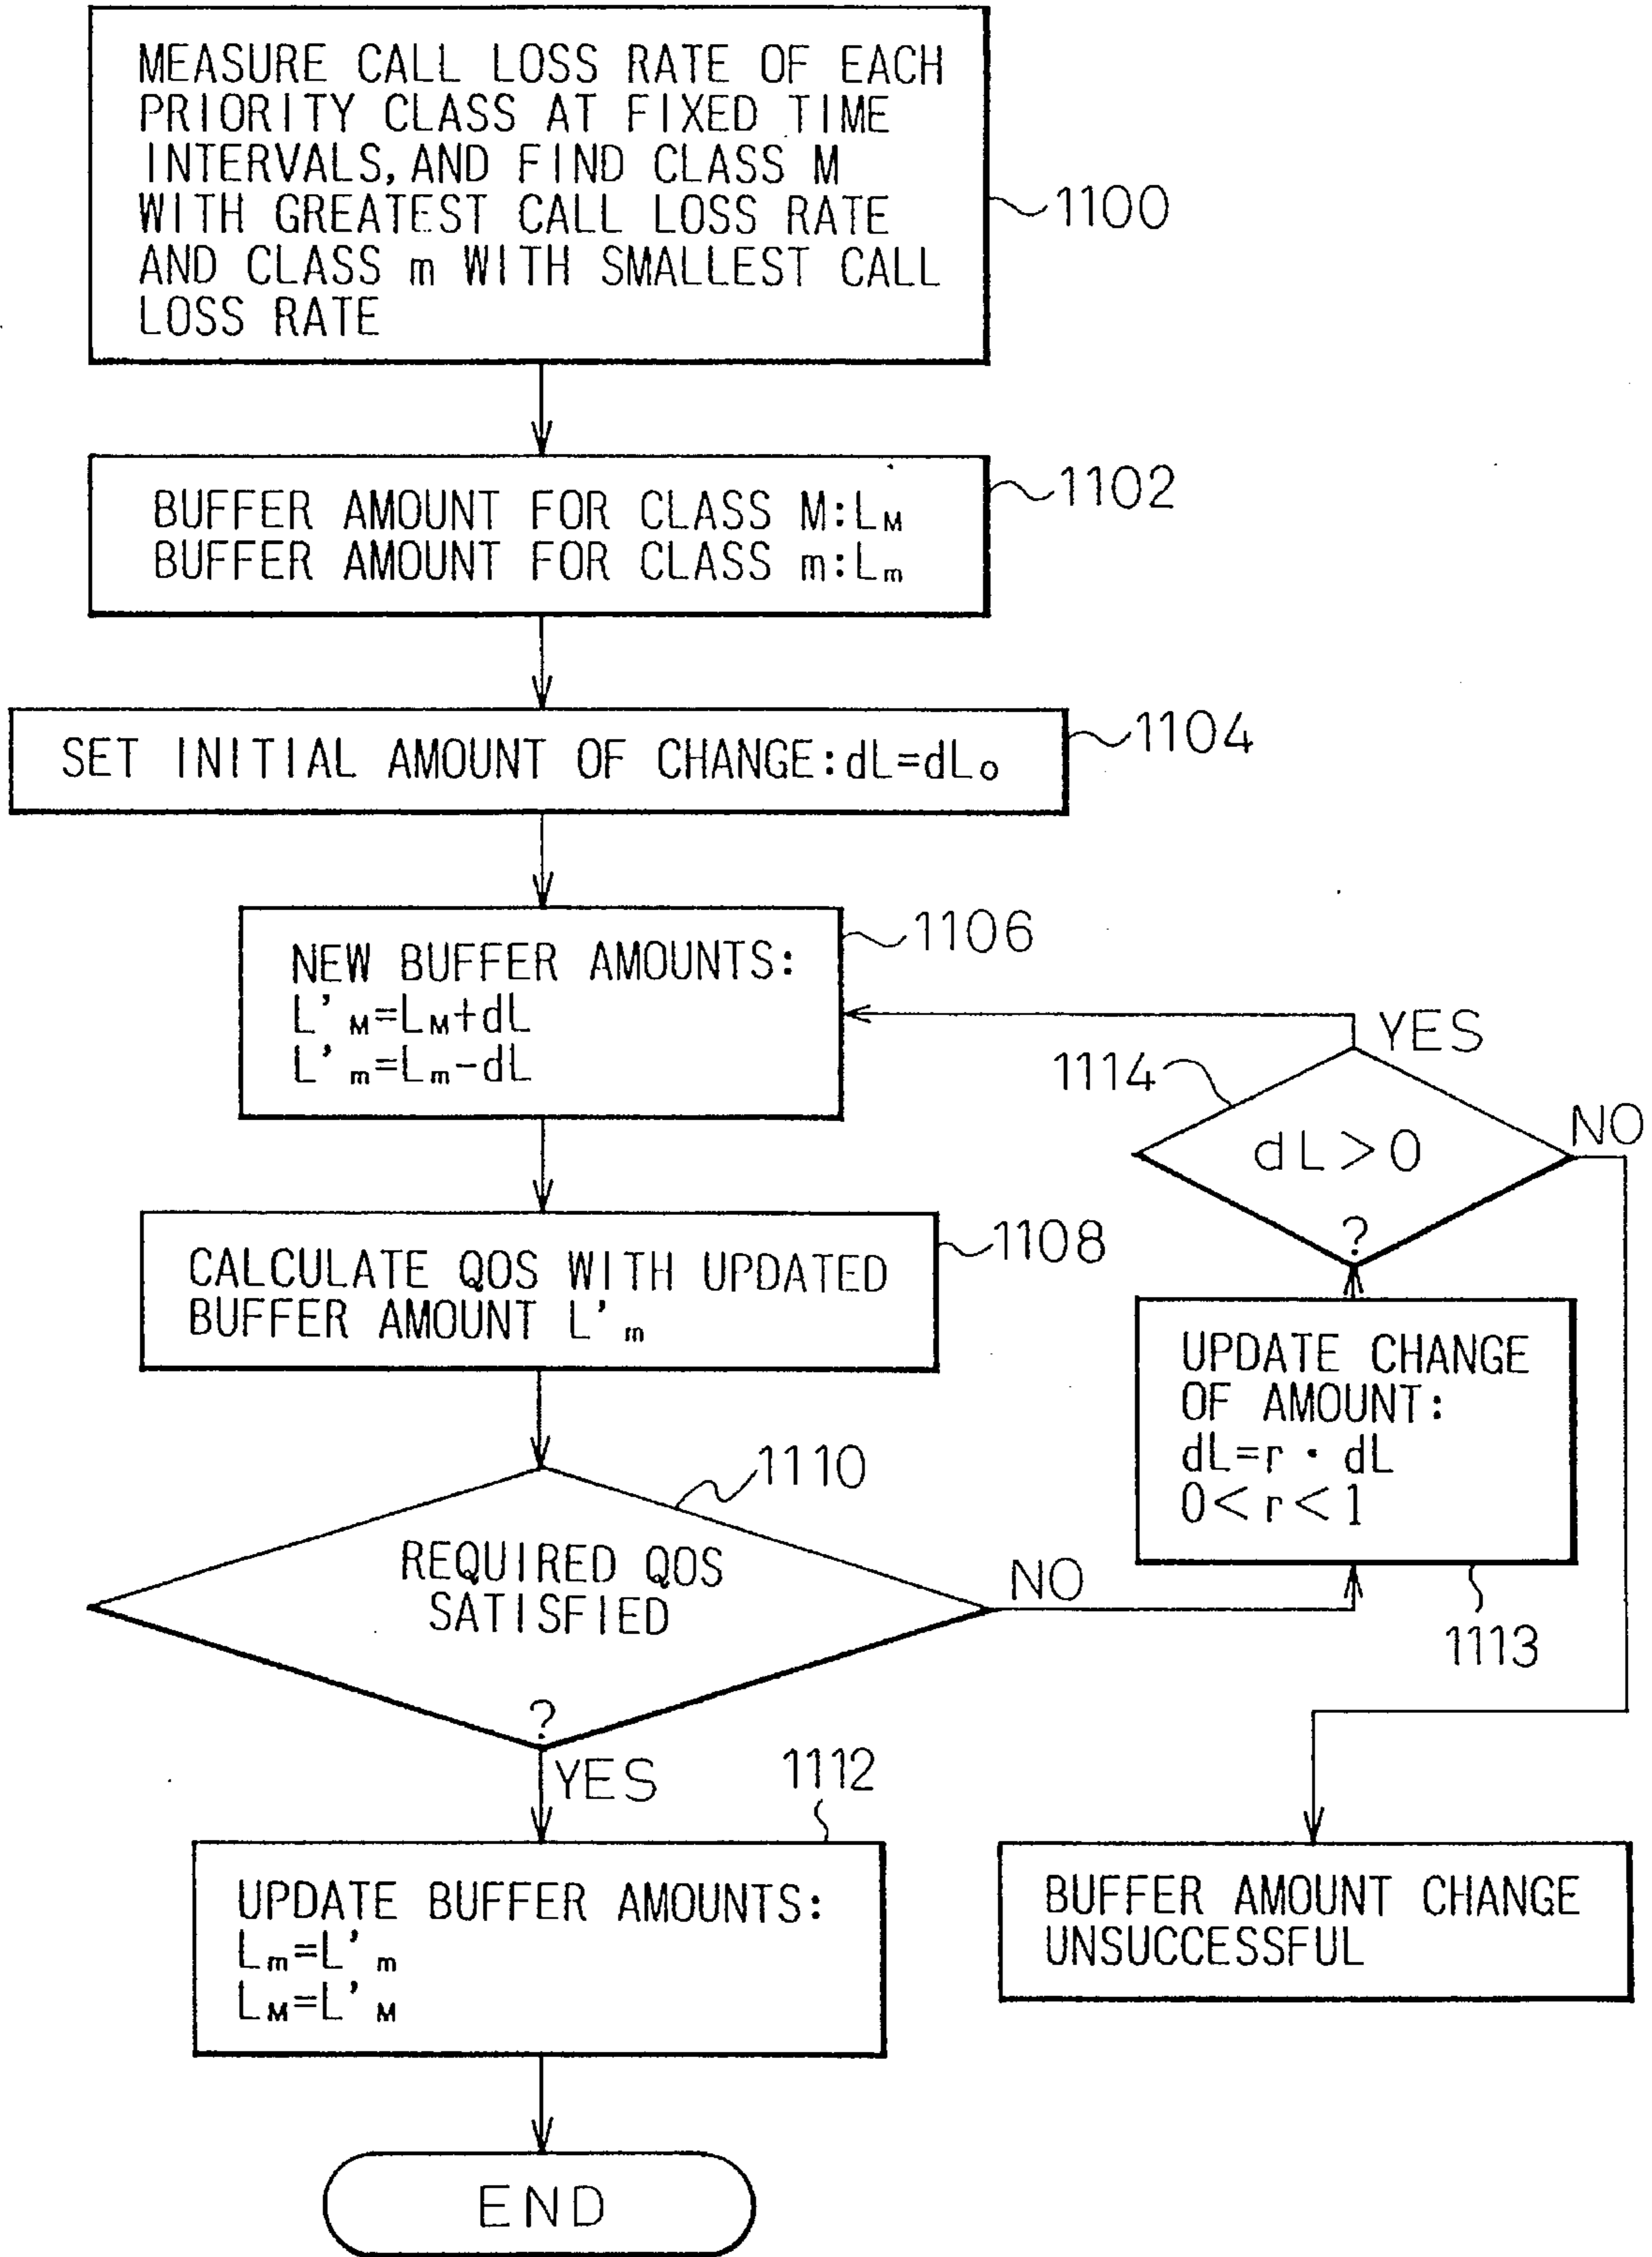 MEASURE CALL LOSS RATE OF EACH
PRIORITY CLASS AT FIXED TIME
INTERVALS, AND FIND CLASS M
WITH GREATEST CALL LOSS RATE
AND CLASS m WITH SMALLEST CALL
LOSS RATE
1100
BUFFER AMOUNT FOR CLASS M:LM
BUFFER AMOUNT FOR CLASS m:Lm
1102
SET INITIAL AMOUNT OF CHANGE:dL=dLo
1104
NEW BUFFER AMOUNTS:
L'M=LM+dL
L'm=Lm-dL
1106
CALCULATE QOS WITH UPDATED
BUFFER AMOUNT L'm
1108
REQUIRED QOS
SATISFIED
?
1110
NO
YES
UPDATE CHANGE
OF AMOUNT:
dL=r · dL
0<r<1
1113
dL>0
?
1114
YES
NO
UPDATE BUFFER AMOUNTS:
Lm=L'm
LM=L'M
1112
BUFFER AMOUNT CHANGE
UNSUCCESSFUL
END